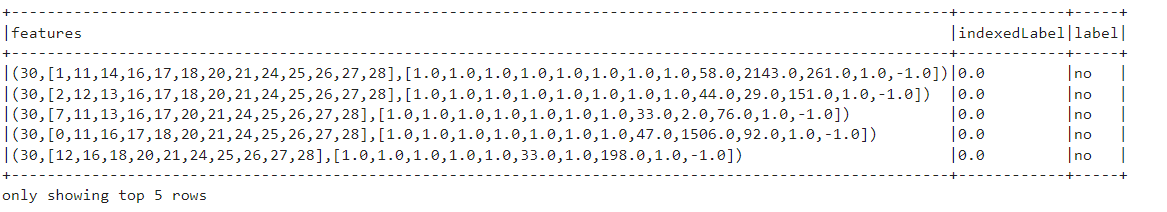 +---------------------------------------------------------------------------------------------------------+------------+-----+
|features                                                                                                 |indexedLabel|label|
+---------------------------------------------------------------------------------------------------------+------------+-----+
|(30,[1,11,14,16,17,18,20,21,24,25,26,27,28],[1.0,1.0,1.0,1.0,1.0,1.0,1.0,1.0,58.0,2143.0,261.0,1.0,-1.0])|0.0         |no   |
|(30,[2,12,13,16,17,18,20,21,24,25,26,27,28],[1.0,1.0,1.0,1.0,1.0,1.0,1.0,1.0,44.0,29.0,151.0,1.0,-1.0])  |0.0         |no   |
|(30,[7,11,13,16,17,20,21,24,25,26,27,28],[1.0,1.0,1.0,1.0,1.0,1.0,1.0,33.0,2.0,76.0,1.0,-1.0])           |0.0         |no   |
|(30,[0,11,16,17,18,20,21,24,25,26,27,28],[1.0,1.0,1.0,1.0,1.0,1.0,1.0,47.0,1506.0,92.0,1.0,-1.0])        |0.0         |no   |
|(30,[12,16,18,20,21,24,25,26,27,28],[1.0,1.0,1.0,1.0,1.0,33.0,1.0,198.0,1.0,-1.0])                       |0.0         |no   |
+---------------------------------------------------------------------------------------------------------+------------+-----+
only showing top 5 rows